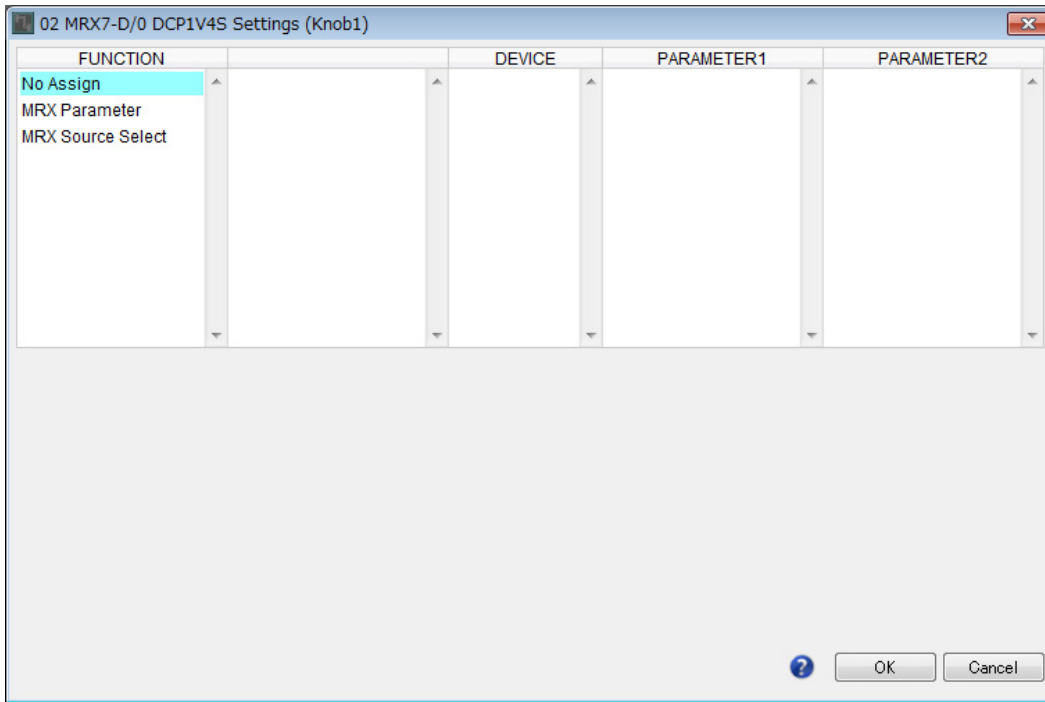 02 MRX7-D/0 DCP1V4S Settings (Knob1)
FUNCTION DEVICE PARAMETER1 PARAMETER2
No Assign
MRX Parameter
MRX Source Select
? OK Cancel